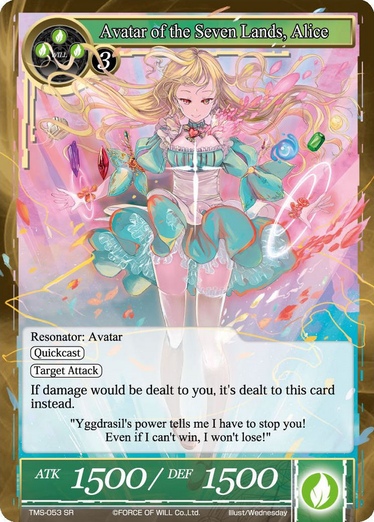 Avatar of the Seven Lands, Alice
WILL
3
Resonator: Avatar
Quickcast
Target Attack
If damage would be dealt to you, it's dealt to this card
instead.
"Yggdrasil's power tells me I have to stop you!
Even if I can't win, I won't lose!"
ATK 1500 / DEF 1500
TMS-053 SR ©FORCE OF WILL Co.,Ltd. Illust/Wednesday